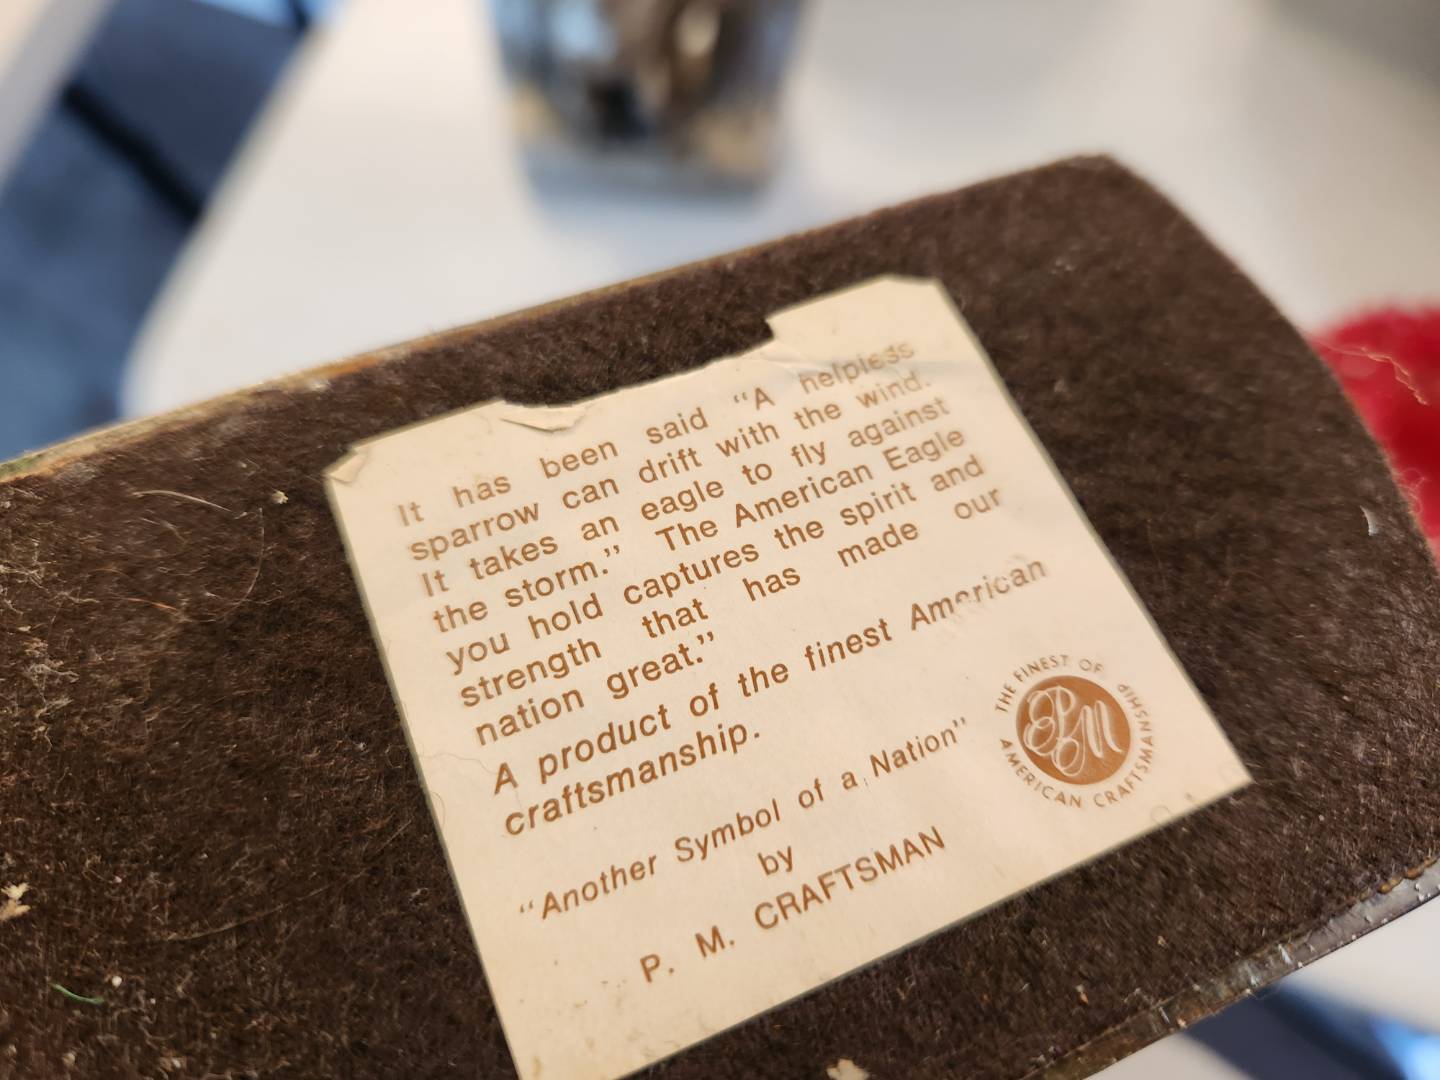 It has been said “A helpless
sparrow can drift with the wind.
It takes an eagle to fly against
the storm.” The American Eagle
you hold captures the spirit and
strength that has made our
nation great.”
A product of the finest American
craftsmanship.
“Another Symbol of a Nation”
by
P. M. CRAFTSMAN
THE FINEST OF
AMERICAN CRAFTSMANSHIP
PM